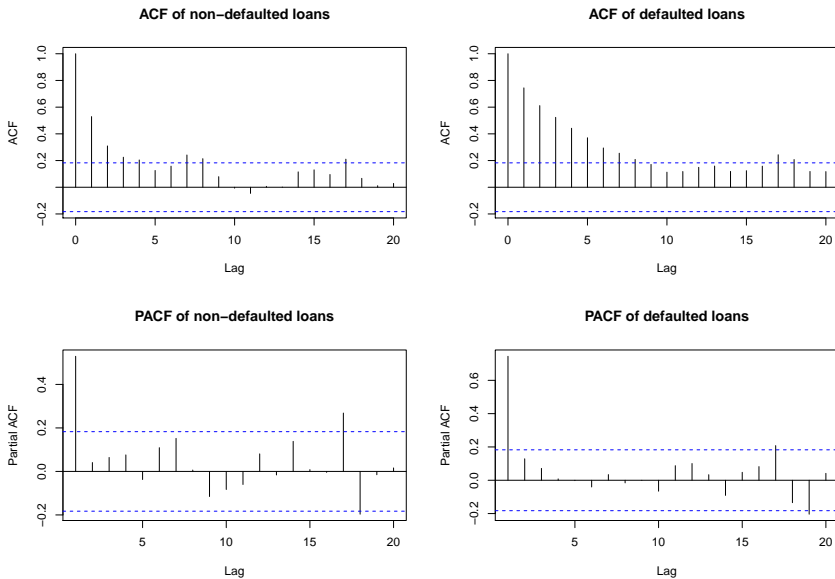 ACF of non−defaulted loans
ACF
1.0
0.6
0.2
−0.2
0 5 10 15 20
Lag
ACF of defaulted loans
ACF
1.0
0.8
0.6
0.4
0.2
−0.2
0 5 10 15 20
Lag
PACF of non−defaulted loans
Partial ACF
0.4
0.2
0.0
−0.2
5 10 15 20
Lag
PACF of defaulted loans
Partial ACF
0.6
0.4
0.2
0.0
−0.2
5 10 15 20
Lag